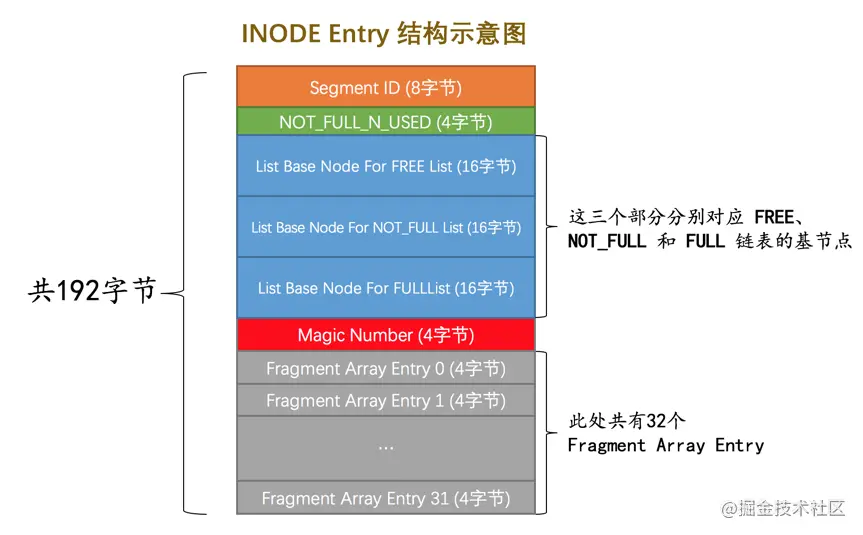 INODE Entry 结构示意图
Segment ID (8字节)
NOT_FULL_N_USED (4字节)
List Base Node For FREE List (16字节)
List Base Node For NOT_FULL List (16字节)
List Base Node For FULLList (16字节)
Magic Number (4字节)
Fragment Array Entry 0 (4字节)
Fragment Array Entry 1 (4字节)
...
Fragment Array Entry 31 (4字节)
共192字节
这三个部分分别对应 FREE、
NOT_FULL 和 FULL 链表的基节点
此处共有32个
Fragment Array Entry
@掘金技术社区